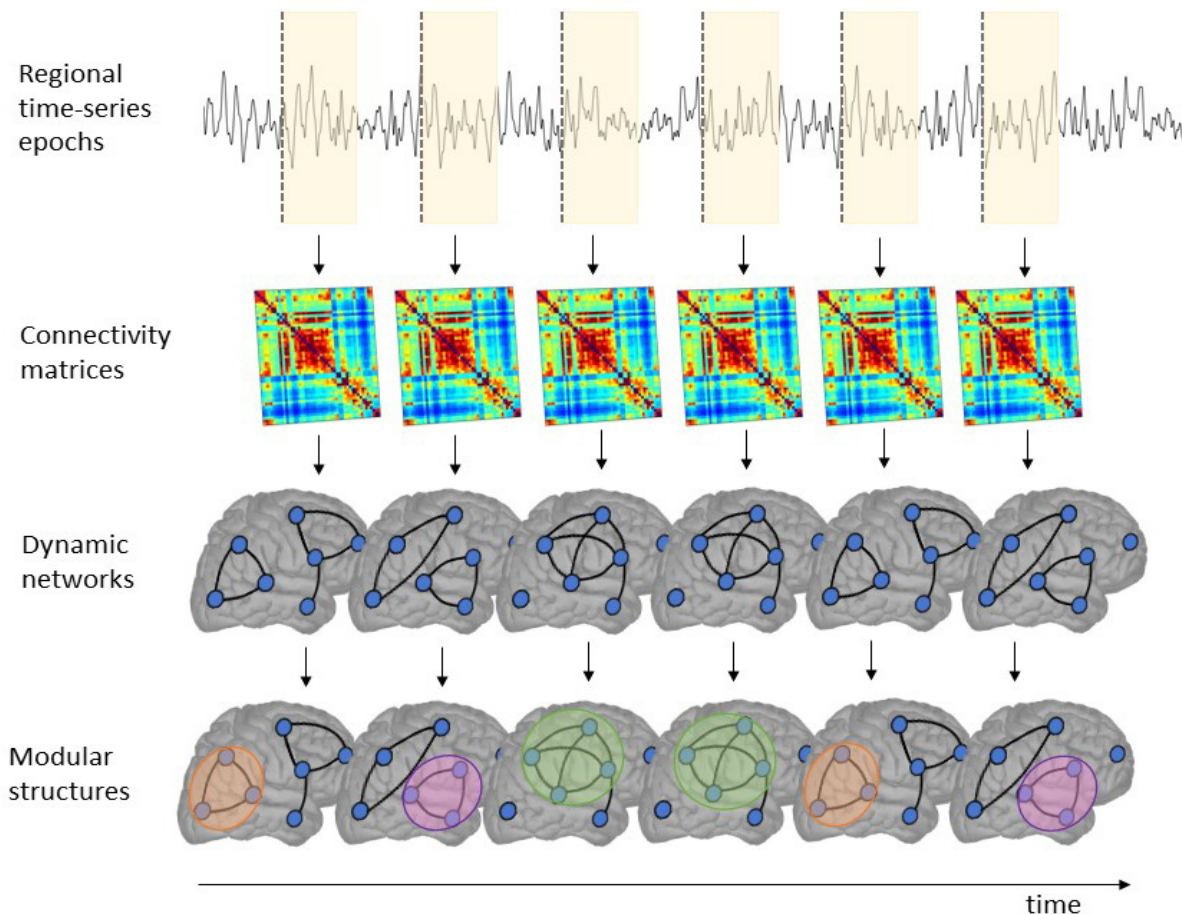 Regional
time-series
epochs
Connectivity
matrices
Dynamic
networks
Modular
structures
time